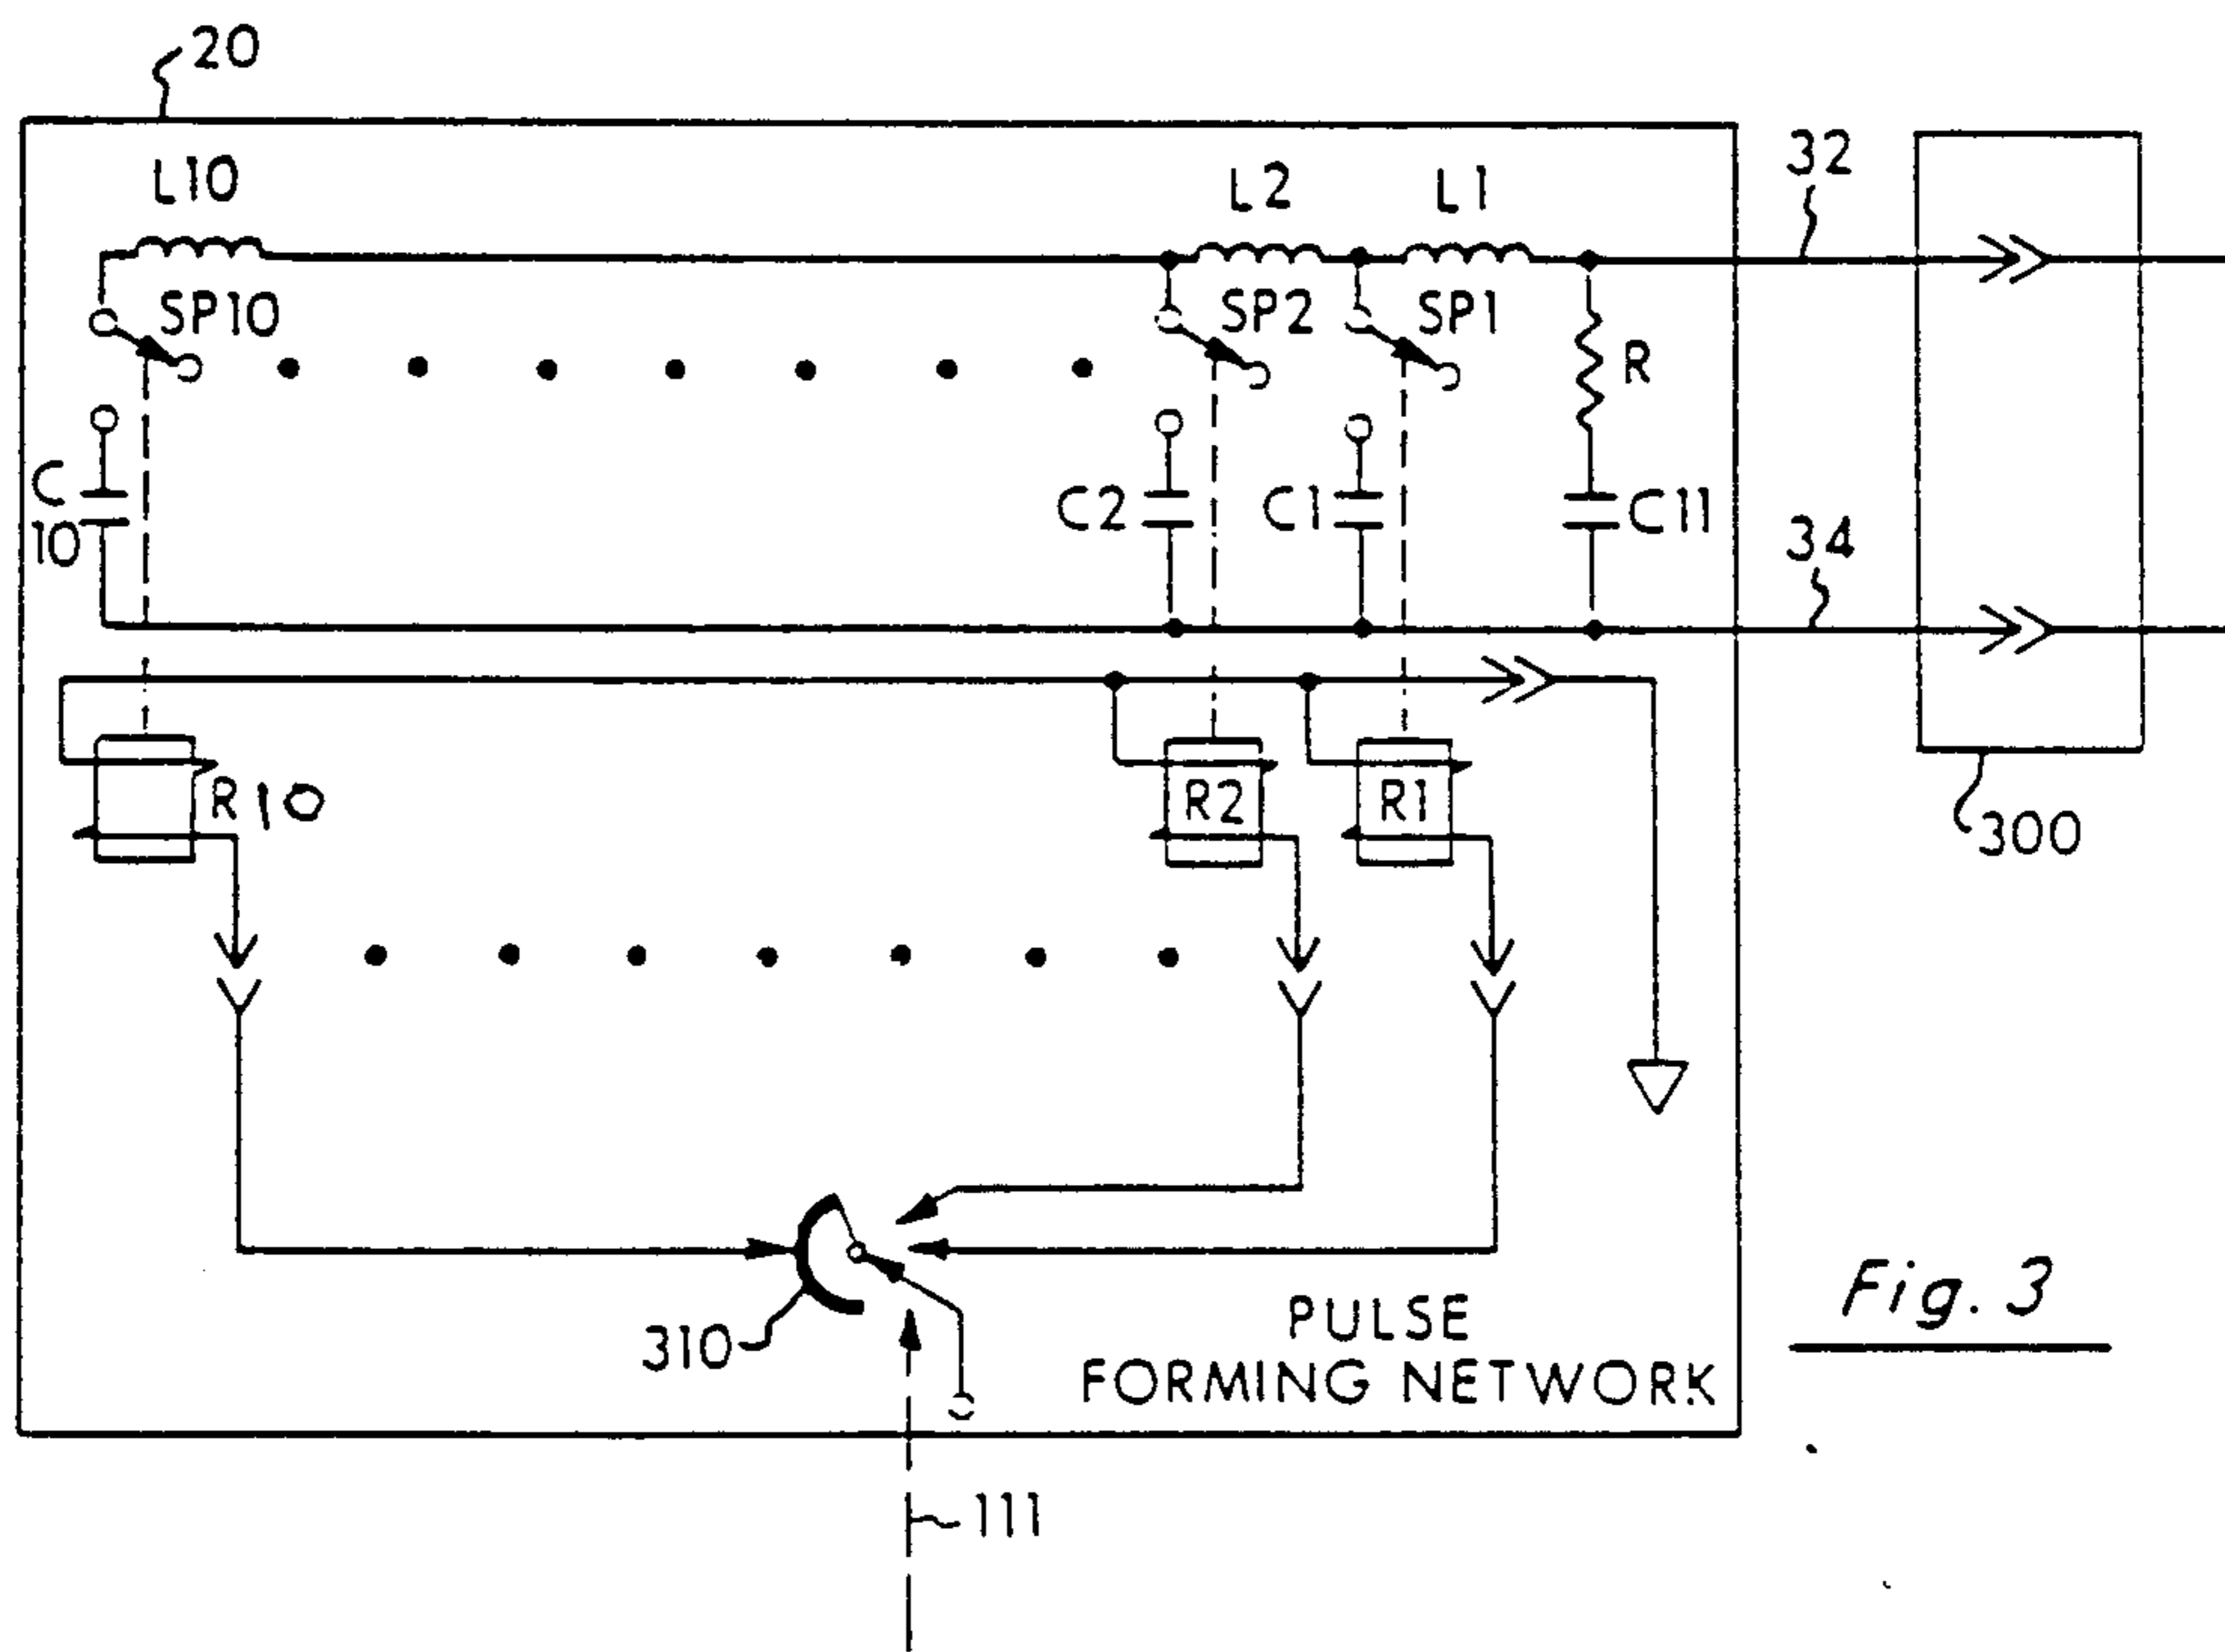 20
L10
L2
L1
32
SP10
SP2
SP1
R
C
10
C2
C1
C11
34
R10
R2
R1
300
310
PULSE
FORMING NETWORK
Fig. 3
111